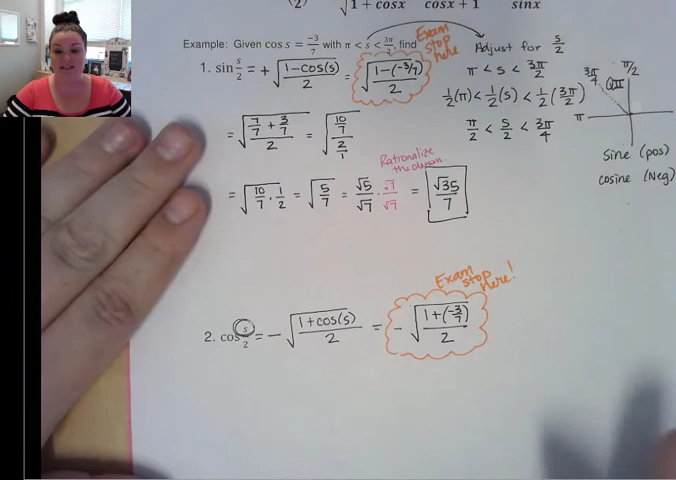 (2) √1 + cosx cosx + 1 sinx
Example: Given cos s = -3/7 with π < s < 3π/2, find
Exam stop here
Adjust for s/2
1. sin s/2 = + √(1-cos(s)/2) = √(1-(-3/7)/2)
π < s < 3π/2
1/2(π) < 1/2(s) < 1/2(3π/2)
π/2 < s/2 < 3π/4
3π/4 π/2
QII
π
Sine (pos)
cosine (Neg)
= √(7/7 + 3/7 / 2) = √(10/7 / 2/1)
Rationalize the denom.
= √(10/7 · 1/2) = √(5/7) = √5/√7 · √7/√7 = √35/7
Exam stop here!
2. cos s/2 = - √(1+cos(s)/2) = - √(1+(-3/7)/2)